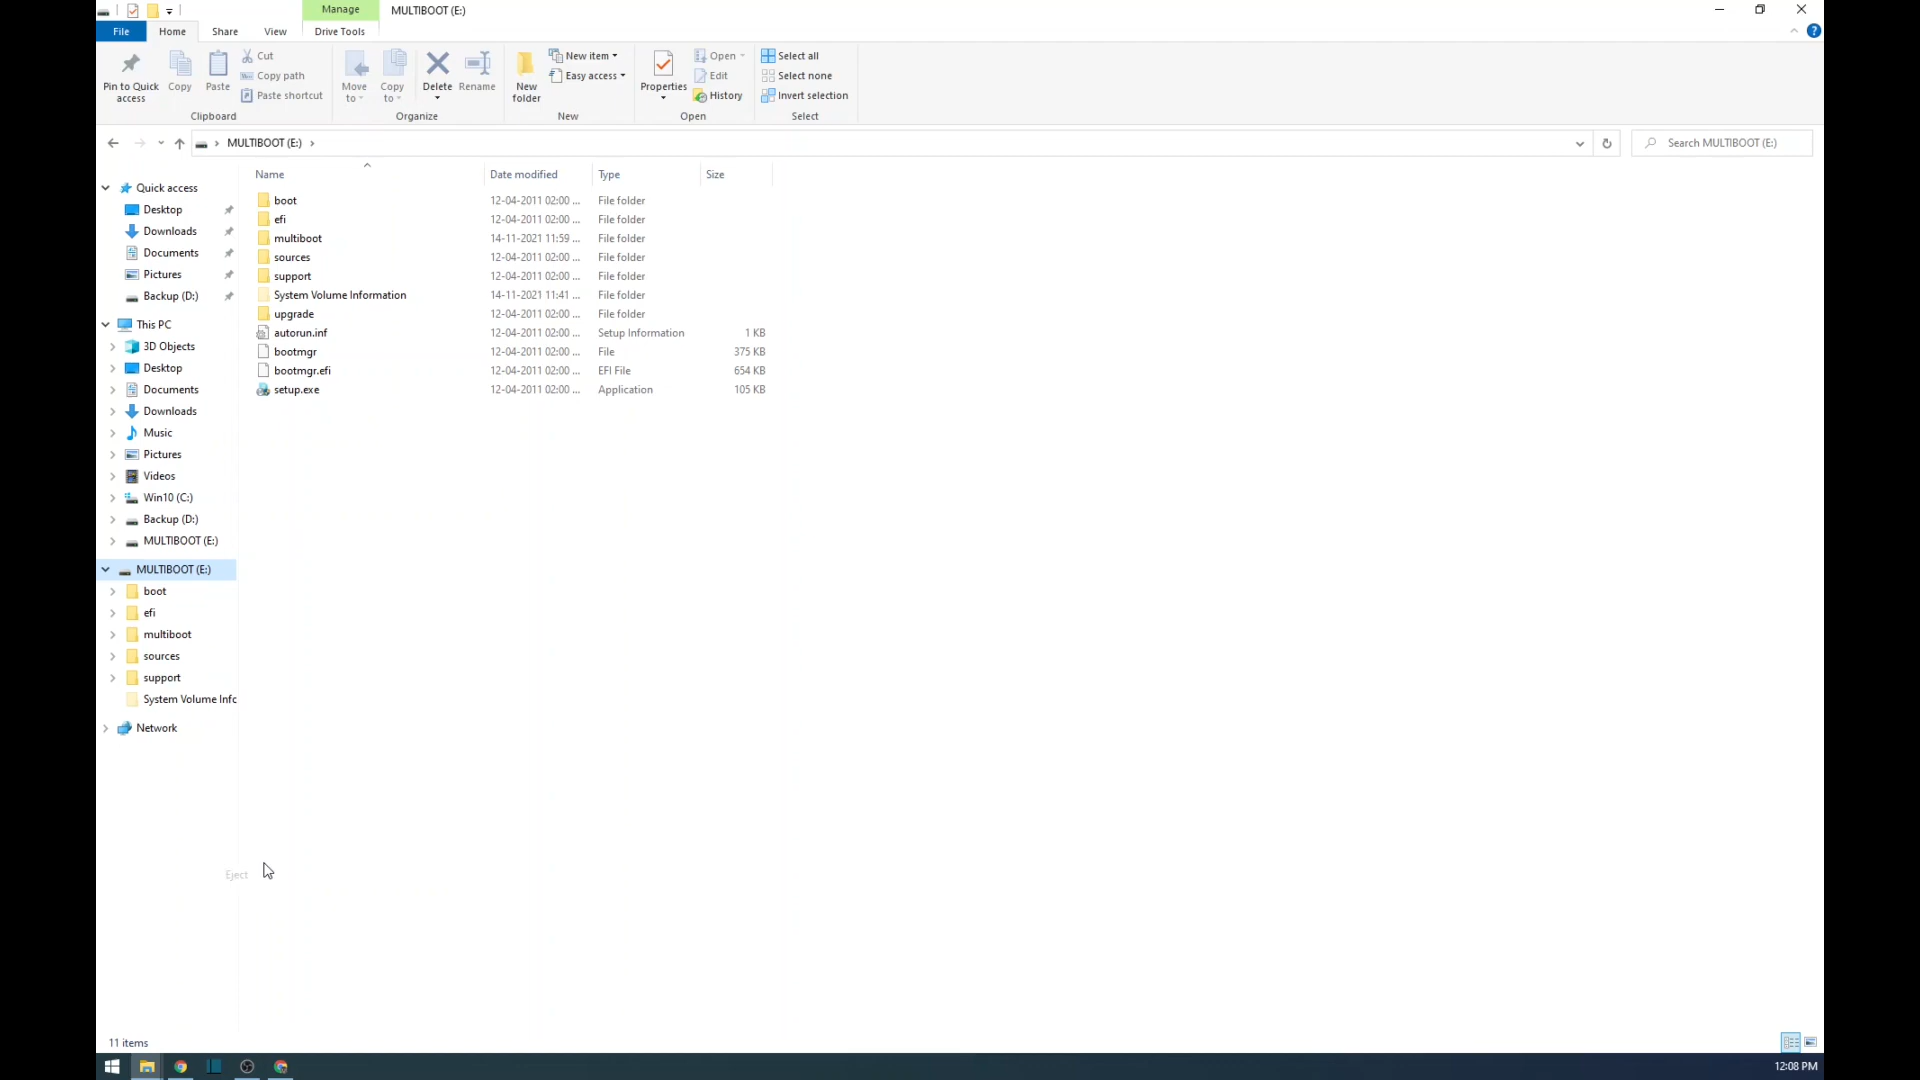 Manage MULTIBOOT (E:)
File Home Share View Drive Tools
Pin to Quick access
Copy
Paste
Cut
Copy path
Paste shortcut
Clipboard
Move to
Copy to
Delete
Rename
Organize
New folder
New item
Easy access
New
Properties
Open
Edit
History
Open
Select all
Select none
Invert selection
Select
MULTIBOOT (E:)
Search MULTIBOOT (E:)
Quick access
Desktop
Downloads
Documents
Pictures
Backup (D:)
This PC
3D Objects
Desktop
Documents
Downloads
Music
Pictures
Videos
Win10 (C:)
Backup (D:)
MULTIBOOT (E:)
MULTIBOOT (E:)
boot
efi
multiboot
sources
support
System Volume Info
Network
Name Date modified Type Size
boot 12-04-2011 02:00 ... File folder
efi 12-04-2011 02:00 ... File folder
multiboot 14-11-2021 11:59 ... File folder
sources 12-04-2011 02:00 ... File folder
support 12-04-2011 02:00 ... File folder
System Volume Information 14-11-2021 11:41 ... File folder
upgrade 12-04-2011 02:00 ... File folder
autorun.inf 12-04-2011 02:00 ... Setup Information 1 KB
bootmgr 12-04-2011 02:00 ... File 375 KB
bootmgr.efi 12-04-2011 02:00 ... EFI File 654 KB
setup.exe 12-04-2011 02:00 ... Application 105 KB
Eject
11 items
12:08 PM